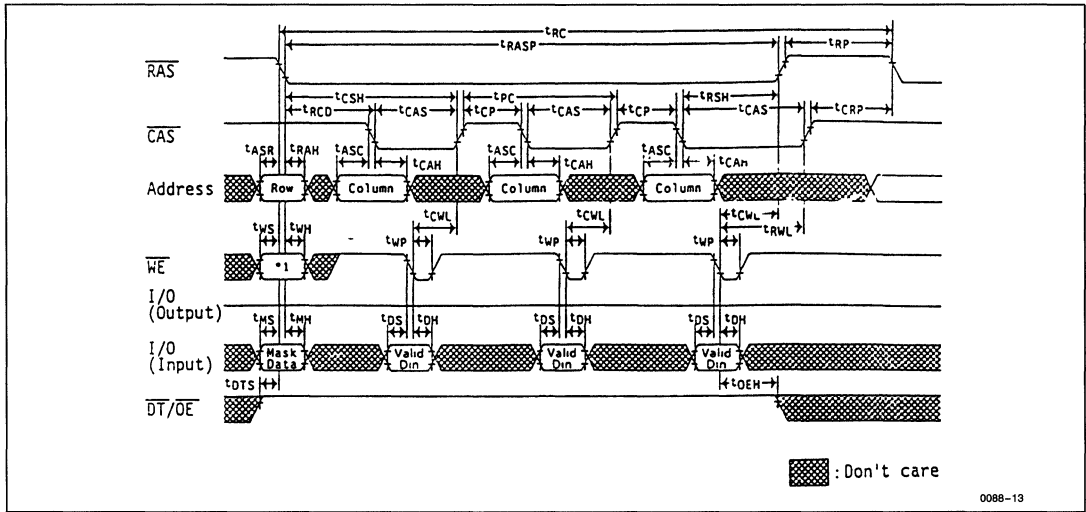 tRC
tRASP tRP
RAS
tCSH tPC tRSH
tRCD tCAS tCP tCAS tCP tCAS tCRP
CAS
tASR tRAH tASC tCAH tASC tCAH tASC tCAH
Address Row Column Column Column
tWS tWH tWP tCWL tWP tCWL tWP tCWL
tRWL
WE *1
I/O
(Output)
tMS tMH tDS tDH tDS tDH tDS tDH
I/O
(Input)
Mask Data Valid Din Valid Din Valid Din
tDTS tOEH
DT/OE
:Don't care
0088-13